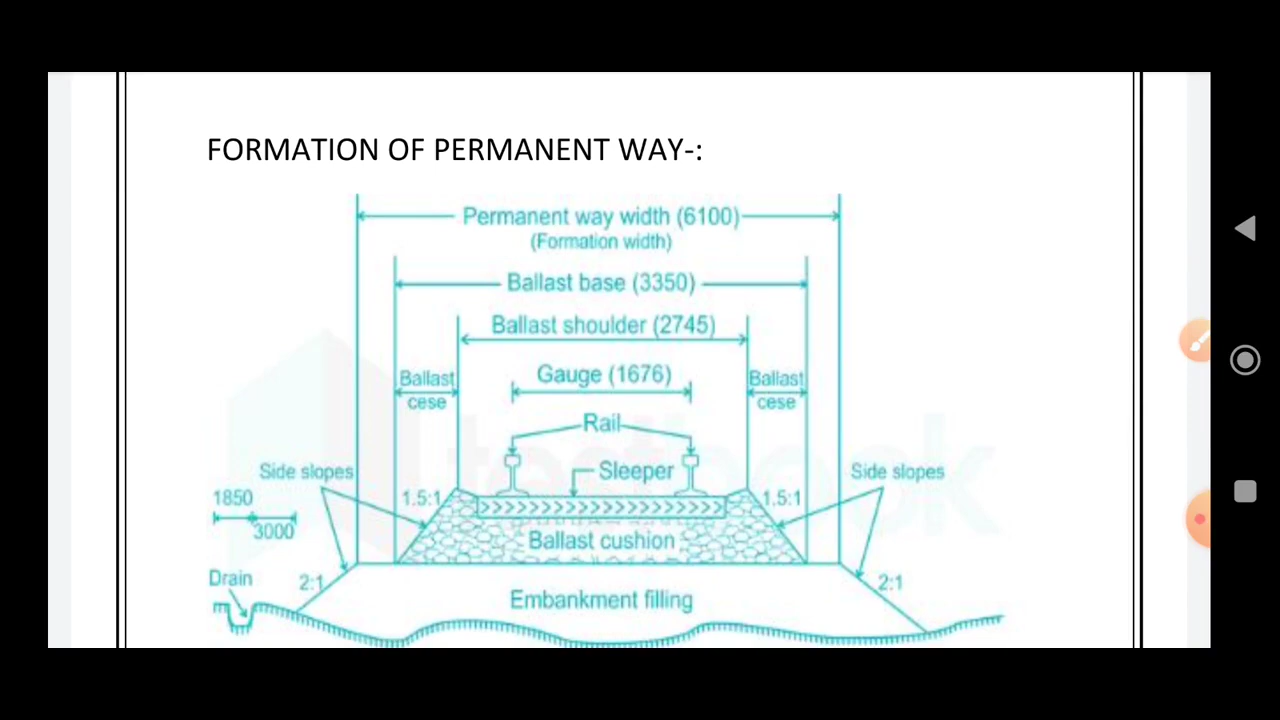 FORMATION OF PERMANENT WAY-:
Permanent way width (6100)
(Formation width)
Ballast base (3350)
Ballast shoulder (2745)
Ballast
cese
Gauge (1676)
Ballast
cese
Rail
Side slopes
Sleeper
Side slopes
1850
1.5:1
1.5:1
3000
Ballast cushion
Drain
2:1
2:1
Embankment filling
testbook